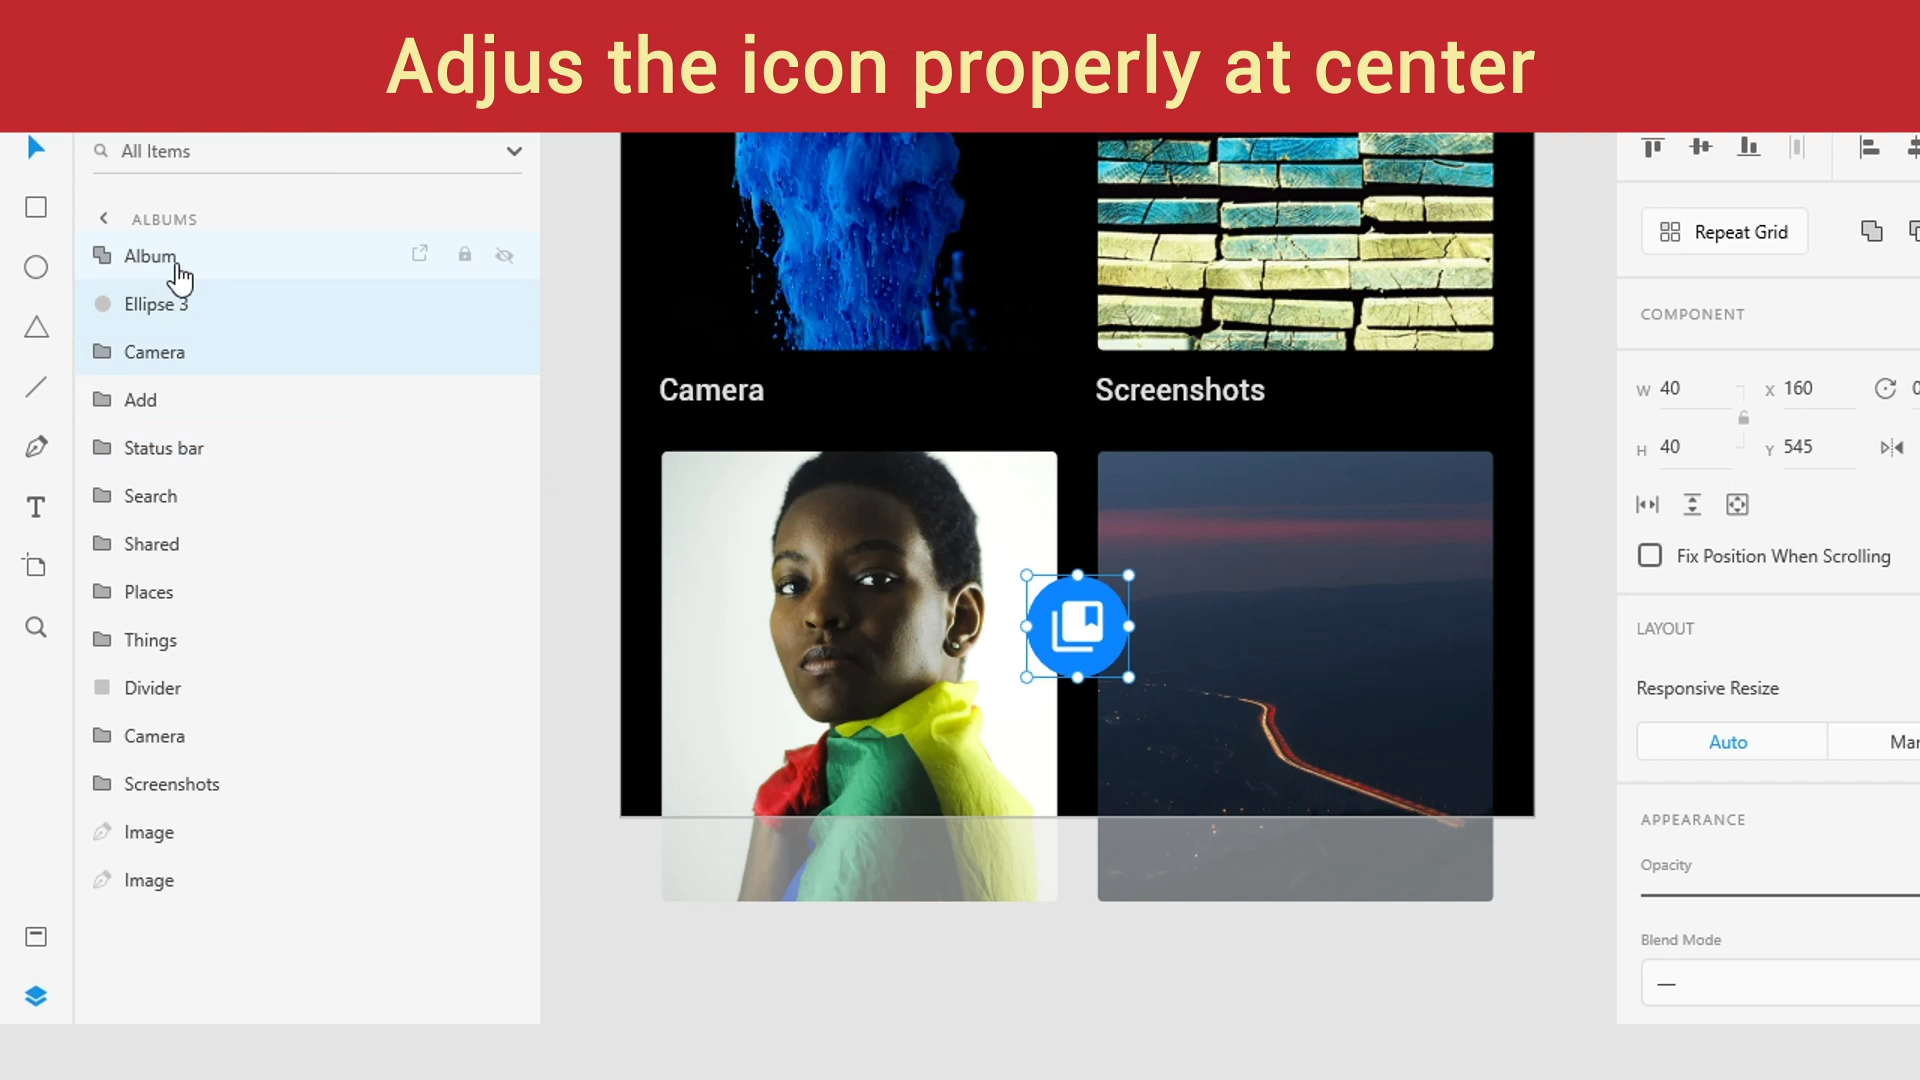 Adjus the icon properly at center
All Items
ALBUMS
Album
Ellipse 3
Camera
Add
Status bar
Search
Shared
Places
Things
Divider
Camera
Screenshots
Image
Image
Camera
Screenshots
Repeat Grid
COMPONENT
W 40
X 160
0
H 40
Y 545
Fix Position When Scrolling
LAYOUT
Responsive Resize
Auto
Mar
APPEARANCE
Opacity
Blend Mode
—